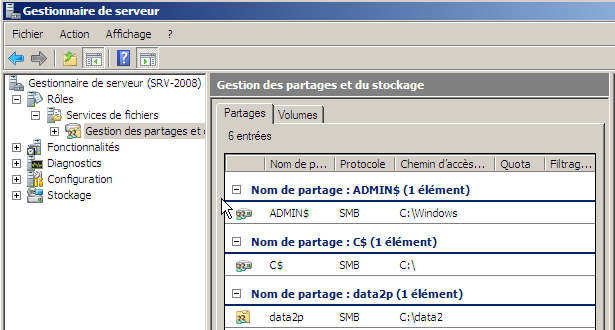 Gestionnaire de serveur
Fichier Action Affichage ?
Gestionnaire de serveur (SRV-2008)
Rôles
Services de fichiers
Gestion des partages et
Fonctionnalités
Diagnostics
Configuration
Stockage
Gestion des partages et du stockage
Partages Volumes
6 entrées
Nom de p... Protocole Chemin d'accès... Quota Filtrag...
Nom de partage : ADMIN$ (1 élément)
ADMIN$ SMB C:\Windows
Nom de partage : C$ (1 élément)
C$ SMB C:\
Nom de partage : data2p (1 élément)
data2p SMB C:\data2